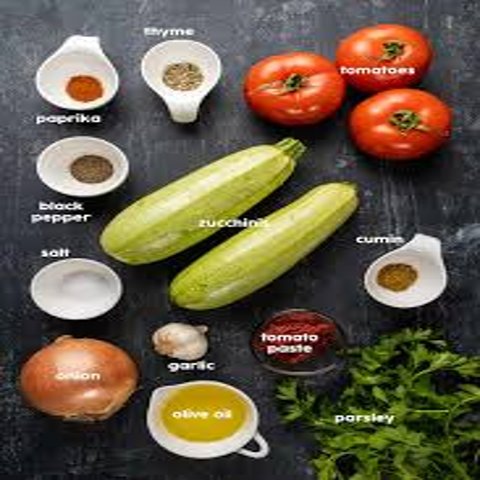 thyme
tomatoes
paprika
black
pepper
zucchinis
cumin
salt
tomato
paste
garlic
onion
olive oil
parsley